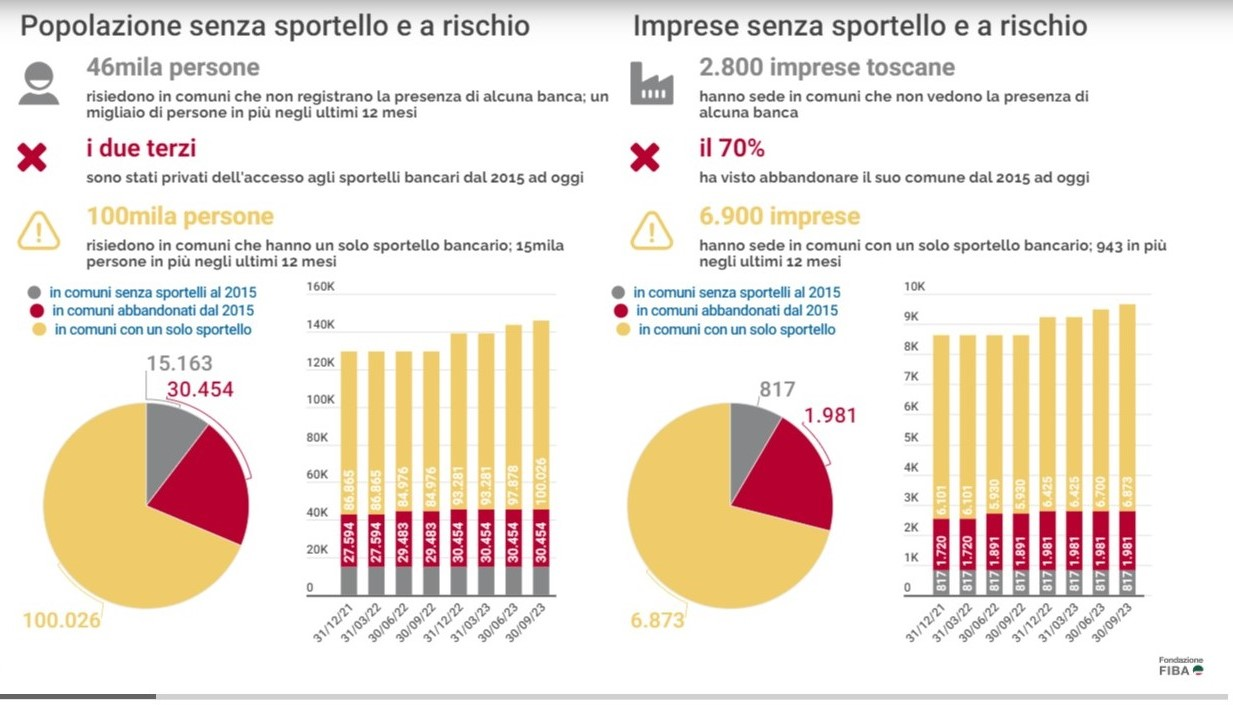 Popolazione senza sportello e a rischio
46mila persone
risiedono in comuni che non registrano la presenza di alcuna banca; un
migliaio di persone in più negli ultimi 12 mesi
i due terzi
sono stati privati dell'accesso agli sportelli bancari dal 2015 ad oggi
100mila persone
risiedono in comuni che hanno un solo sportello bancario; 15mila
persone in più negli ultimi 12 mesi
in comuni senza sportelli al 2015
in comuni abbandonati dal 2015
in comuni con un solo sportello
15.163
30.454
100.026
160K
140K
120K
100K
80K
60K
40K
20K
0
86.865 86.865 84.976 84.976 93.281 93.281 97.878 100.026
27.594 27.594 29.483 29.483 30.454 30.454 30.454 30.454
31/12/21 31/03/22 30/06/22 30/09/22 31/12/22 31/03/23 30/06/23 30/09/23
Imprese senza sportello e a rischio
2.800 imprese toscane
hanno sede in comuni che non vedono la presenza di
alcuna banca
il 70%
ha visto abbandonare il suo comune dal 2015 ad oggi
6.900 imprese
hanno sede in comuni con un solo sportello bancario; 943 in più
negli ultimi 12 mesi
in comuni senza sportelli al 2015
in comuni abbandonati dal 2015
in comuni con un solo sportello
817
1.981
6.873
10K
9K
8K
7K
6K
5K
4K
3K
2K
1K
0
6.101 6.101 5.930 5.930 6.425 6.425 6.700 6.873
1.720 1.720 1.891 1.891 1.981 1.981 1.981 1.981
817 817 817 817 817 817 817 817
31/12/21 31/03/22 30/06/22 30/09/22 31/12/22 31/03/23 30/06/23 30/09/23
Fondazione
FIBA